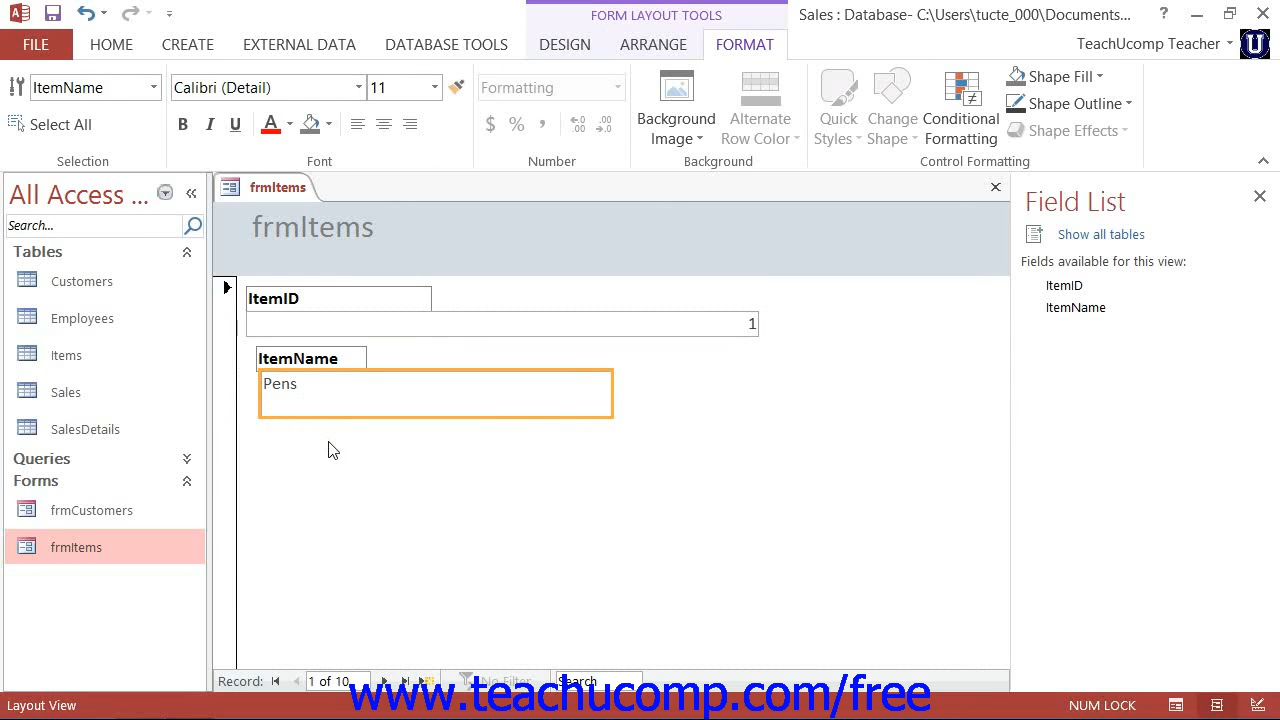 FORM LAYOUT TOOLS
Sales : Database- C:\Users\tucte_000\Documents...
?
FILE
HOME
CREATE
EXTERNAL DATA
DATABASE TOOLS
DESIGN
ARRANGE
FORMAT
TeachUcomp Teacher
U
ItemName
Select All
Selection
Calibri (Detail)
11
B I U A
Font
Formatting
$ % ,
Number
Background
Image
Alternate
Row Color
Background
Quick
Styles
Change
Shape
Conditional
Formatting
Shape Fill
Shape Outline
Shape Effects
Control Formatting
All Access ...
Search...
Tables
Customers
Employees
Items
Sales
SalesDetails
Queries
Forms
frmCustomers
frmItems
frmItems
frmItems
ItemID
1
ItemName
Pens
Field List
Show all tables
Fields available for this view:
ItemID
ItemName
Record:
1 of 10
No Filter
Search
www.teachucomp.com/free
Layout View
NUM LOCK